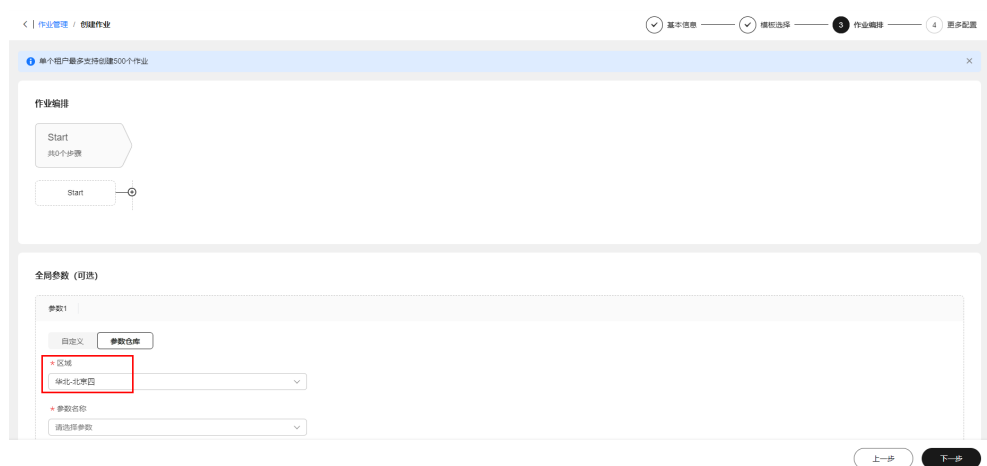 作业管理 / 创建作业
基本信息 模板选择 3 作业编排 4 更多配置
单个租户最多支持创建500个作业
作业编排
Start
共0个步骤
Start
全局参数 (可选)
参数1
自定义 参数仓库
* 区域
华北-北京四
* 参数名称
请选择参数
上一步 下一步